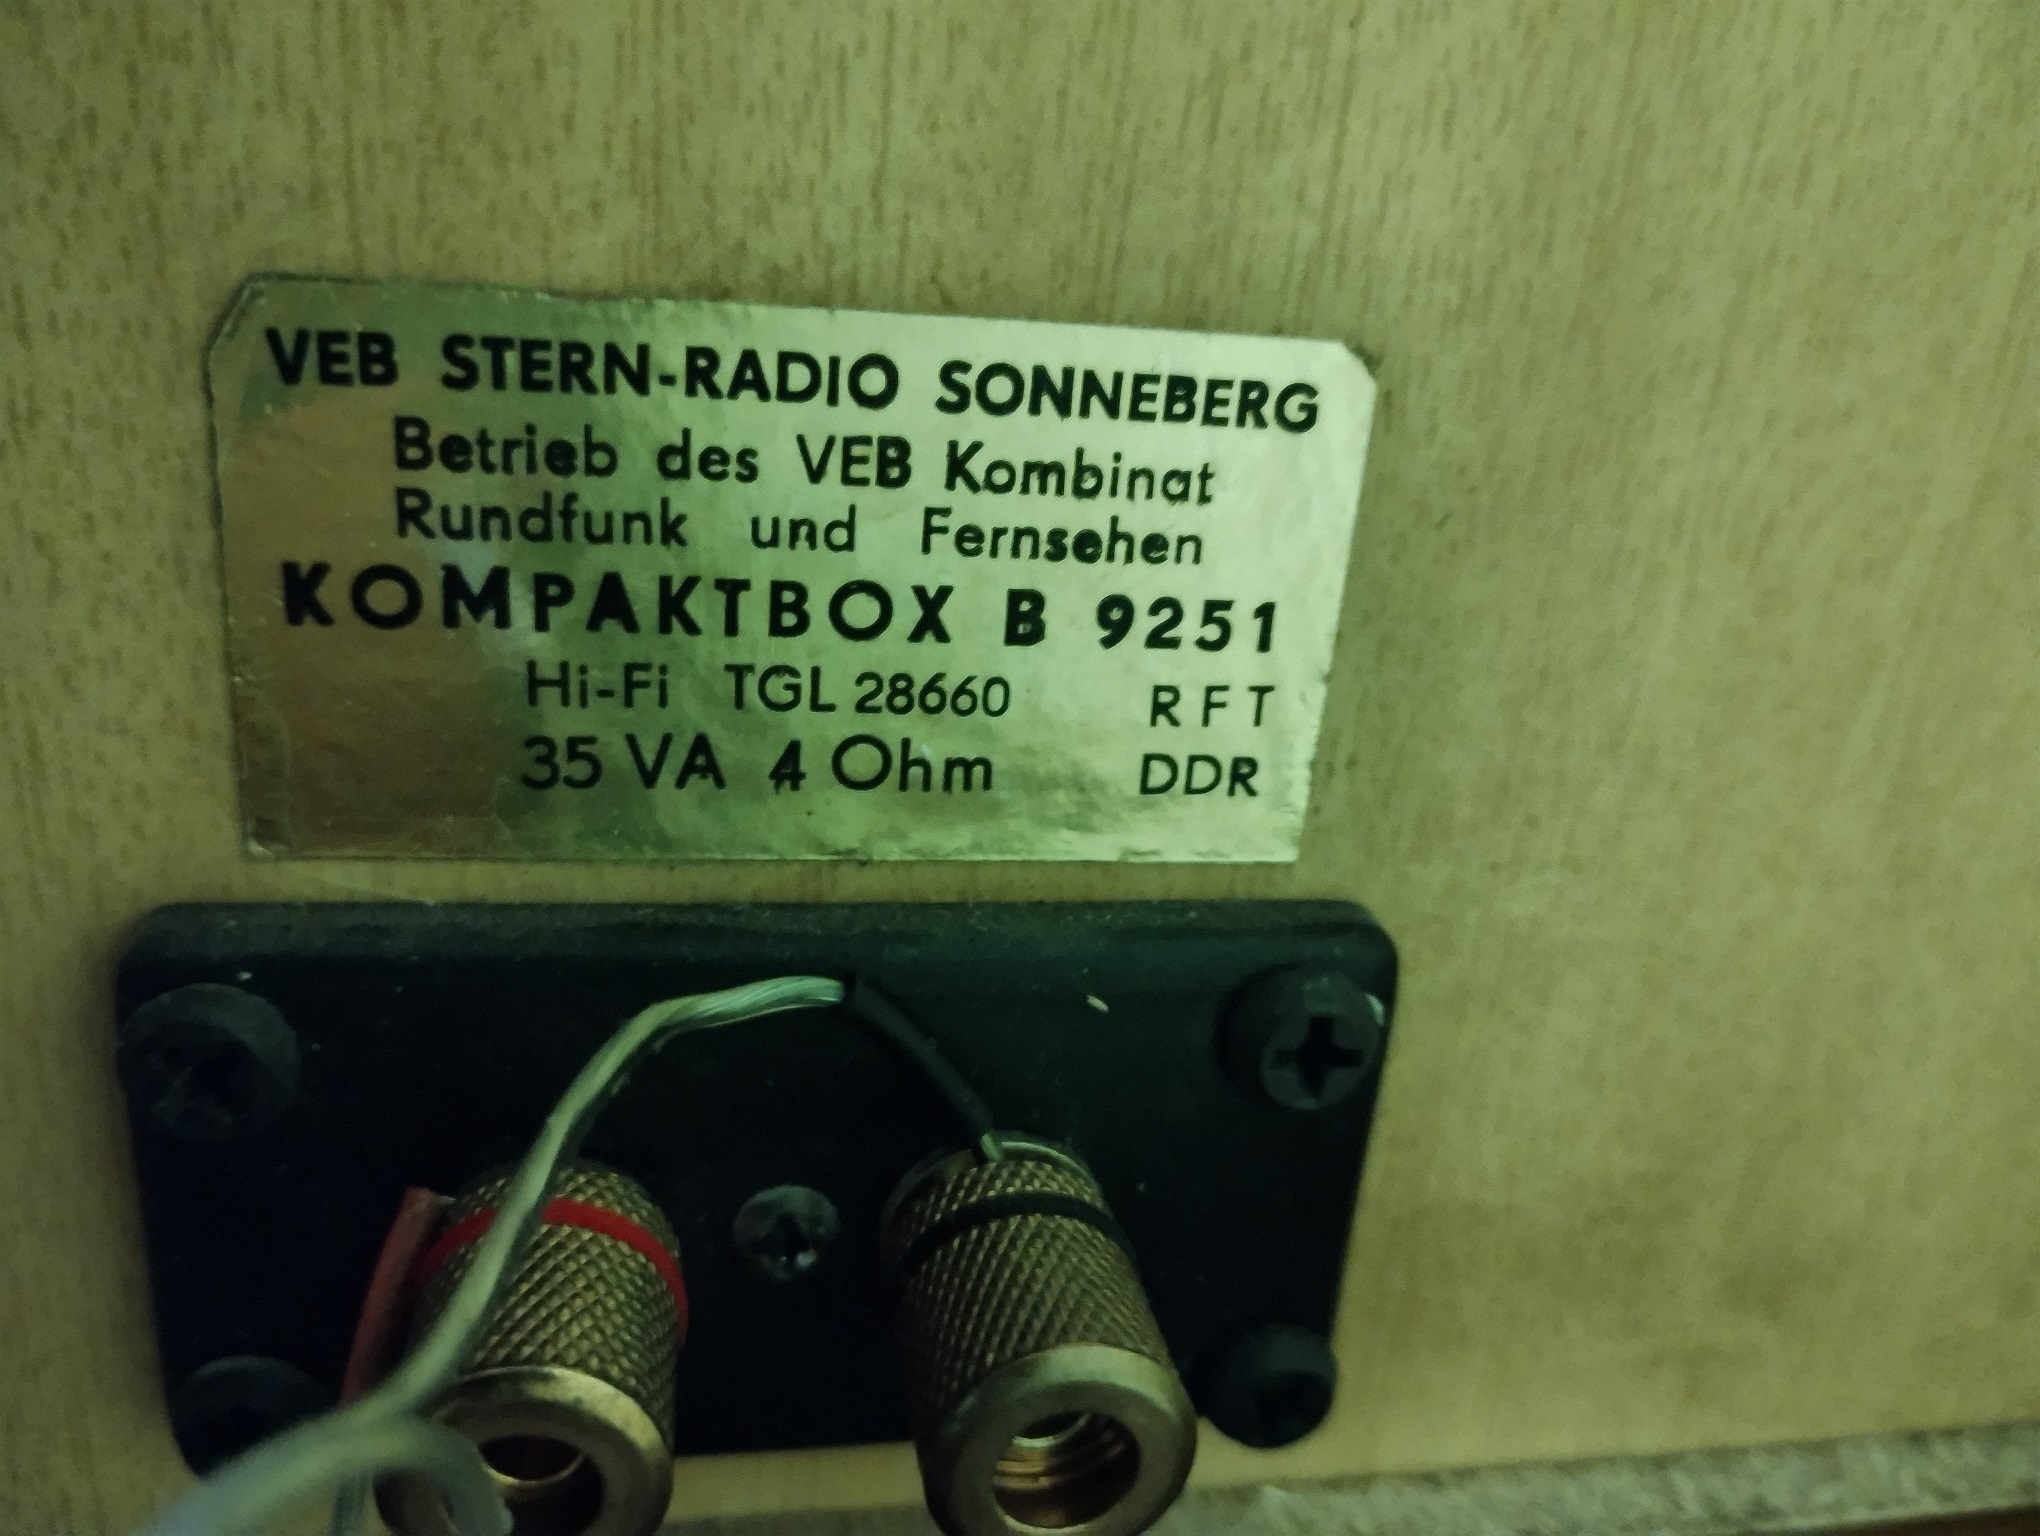 VEB STERN-RADIO SONNEBERG
Betrieb des VEB Kombinat
Rundfunk und Fernsehen
KOMPAKTBOX B 9251
Hi-Fi TGL 28660 RFT
35 VA 4 Ohm DDR